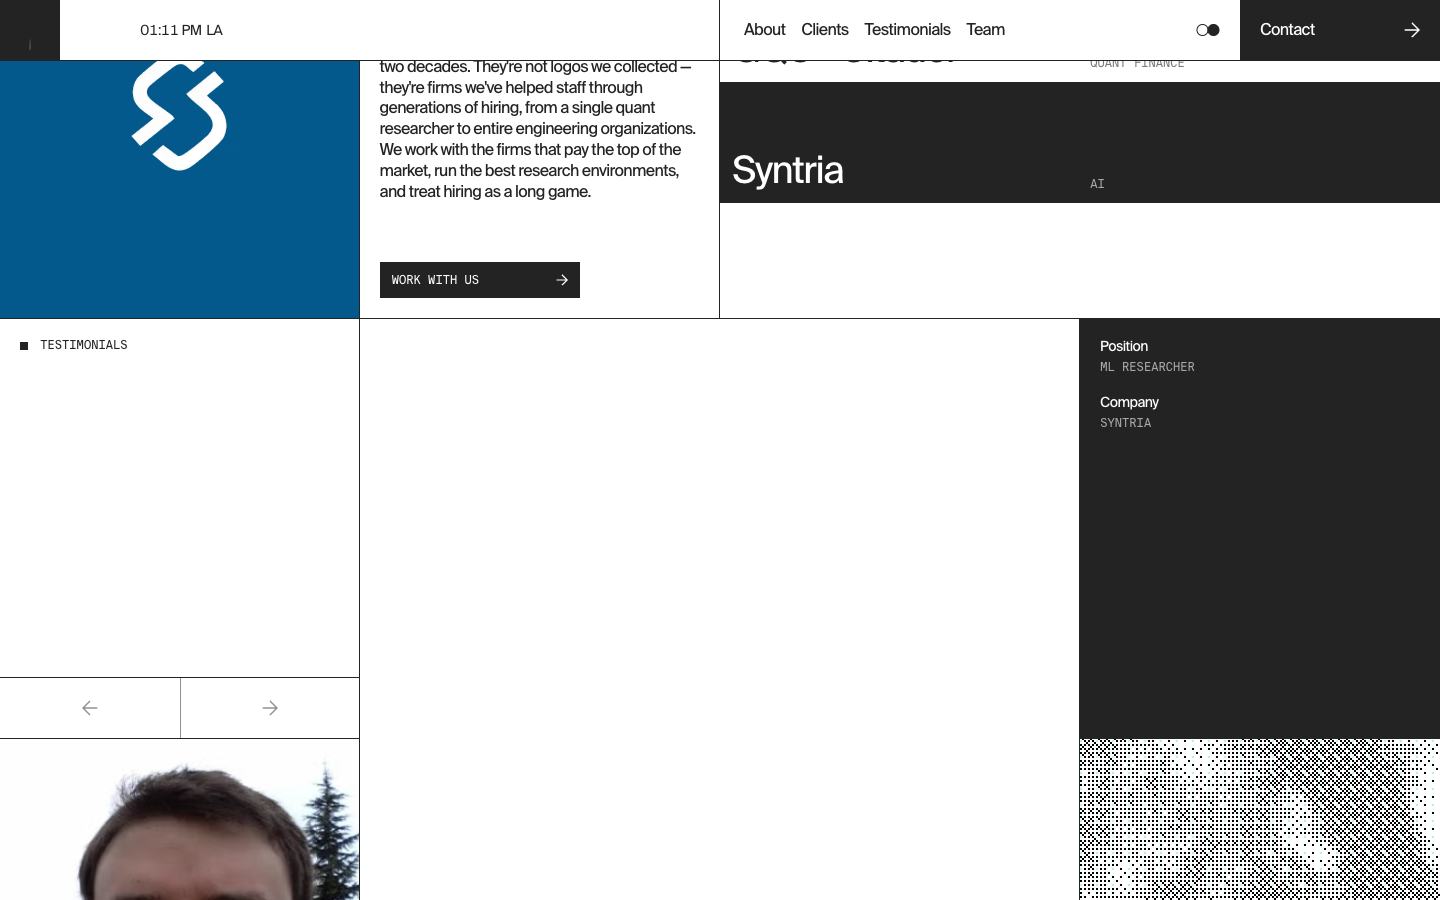 01:11 PM LA
About Clients Testimonials Team
Contact
QUANT FINANCE
two decades. They're not logos we collected —
they're firms we've helped staff through
generations of hiring, from a single quant
researcher to entire engineering organizations.
We work with the firms that pay the top of the
market, run the best research environments,
and treat hiring as a long game.
WORK WITH US
Syntria
AI
TESTIMONIALS
Position
ML RESEARCHER
Company
SYNTRIA